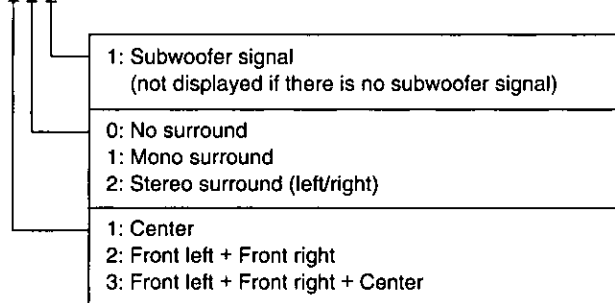 1: Subwoofer signal
(not displayed if there is no subwoofer signal)
0: No surround
1: Mono surround
2: Stereo surround (left/right)
1: Center
2: Front left + Front right
3: Front left + Front right + Center